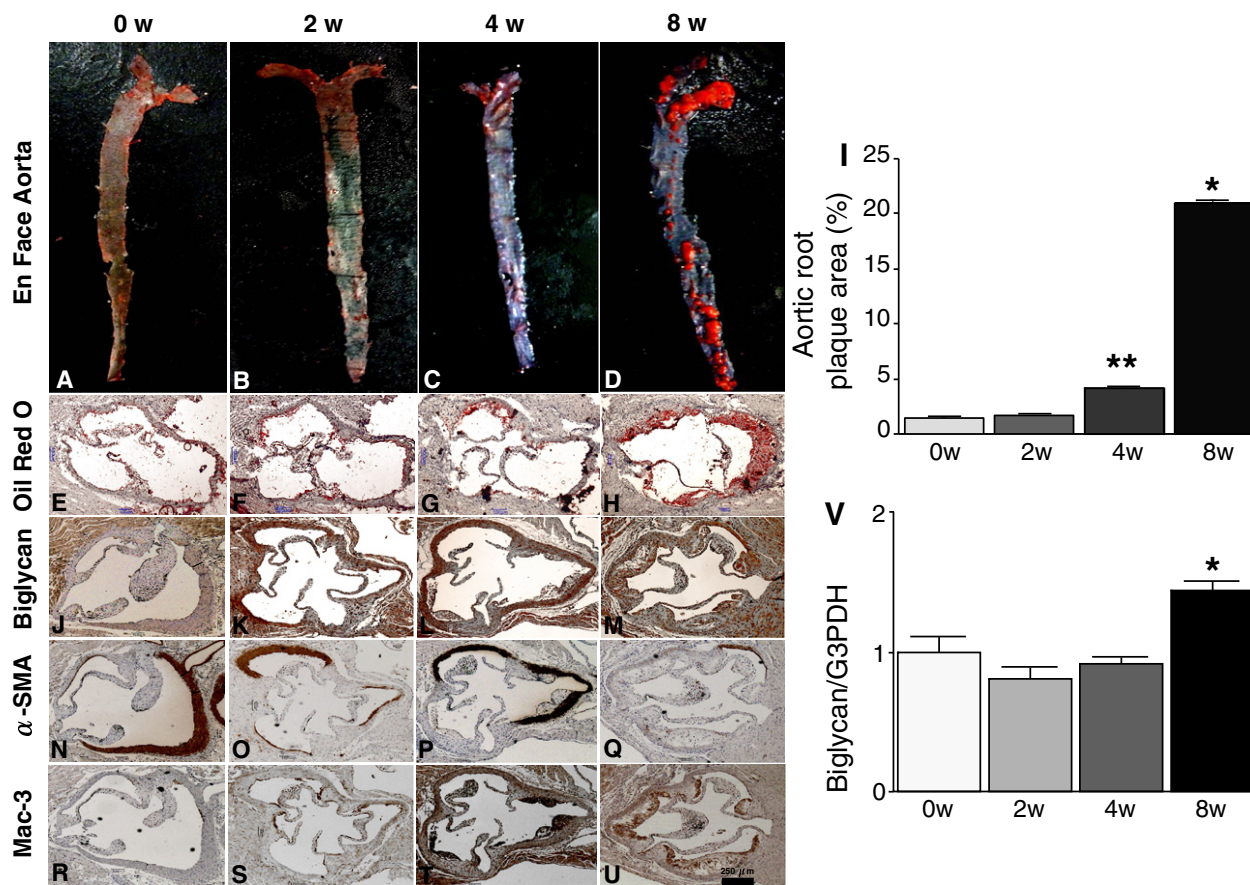 0 w 2 w 4 w 8 w
En Face Aorta
A B C D
Oil Red O
E F G H
Biglycan
J K L M
α-SMA
N O P Q
Mac-3
R S T U
250 μm
I
Aortic root
plaque area (%)
25
20
15
10
5
0
**
*
0w 2w 4w 8w
V
Biglycan/G3PDH
2
1
0
*
0w 2w 4w 8w